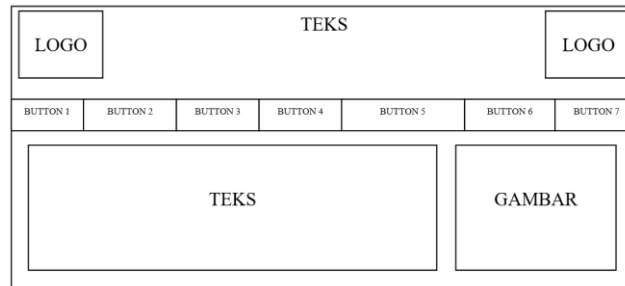 TEKS
LOGO
LOGO
BUTTON 1
BUTTON 2
BUTTON 3
BUTTON 4
BUTTON 5
BUTTON 6
BUTTON 7
TEKS
GAMBAR